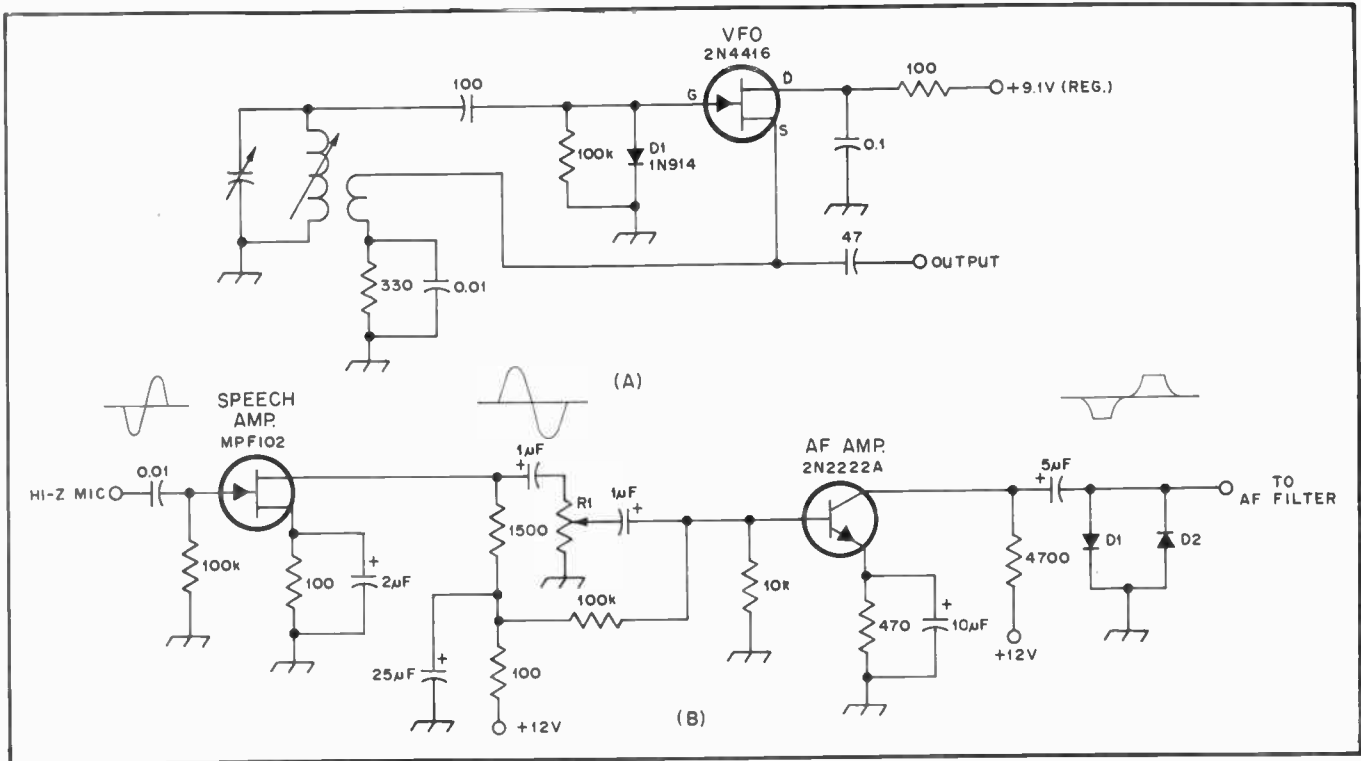 VFO
2N4416
100
G
D
S
100
+9.1V (REG.)
100k
D1
1N914
0.1
47
OUTPUT
330
0.01
(A)
SPEECH
AMP.
MPF102
HI-Z MIC
0.01
100k
100
+
2µF
1µF
+
1500
R1
1µF
+
100k
25µF
+
100
+12V
10k
AF AMP.
2N2222A
470
+
10µF
5µF
+
4700
+12V
D1
D2
TO
AF FILTER
(B)